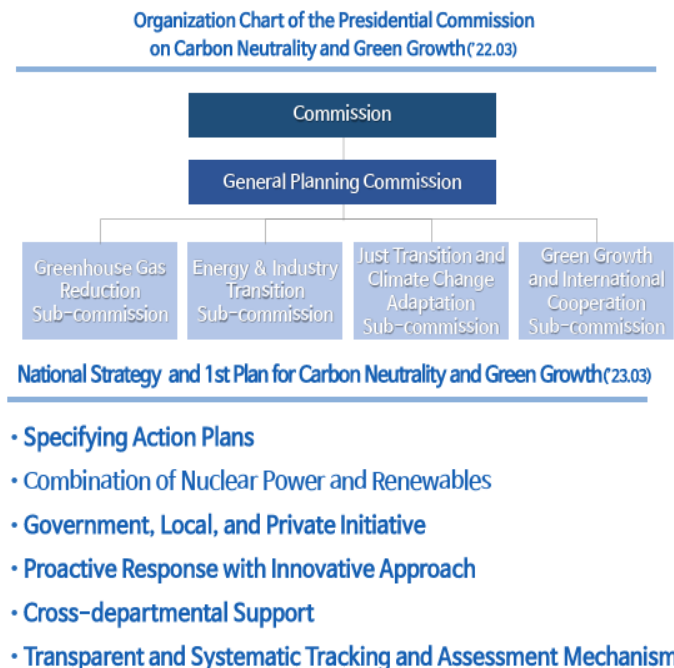 Organization Chart of the Presidential Commission
on Carbon Neutrality and Green Growth('22.03)
Commission
General Planning Commission
Greenhouse Gas
Reduction
Sub-commission
Energy & Industry
Transition
Sub-commission
Just Transition and
Climate Change
Adaptation
Sub-commission
Green Growth
and International
Cooperation
Sub-commission
National Strategy and 1st Plan for Carbon Neutrality and Green Growth('23.03)
• Specifying Action Plans
• Combination of Nuclear Power and Renewables
• Government, Local, and Private Initiative
• Proactive Response with Innovative Approach
• Cross-departmental Support
• Transparent and Systematic Tracking and Assessment Mechanism